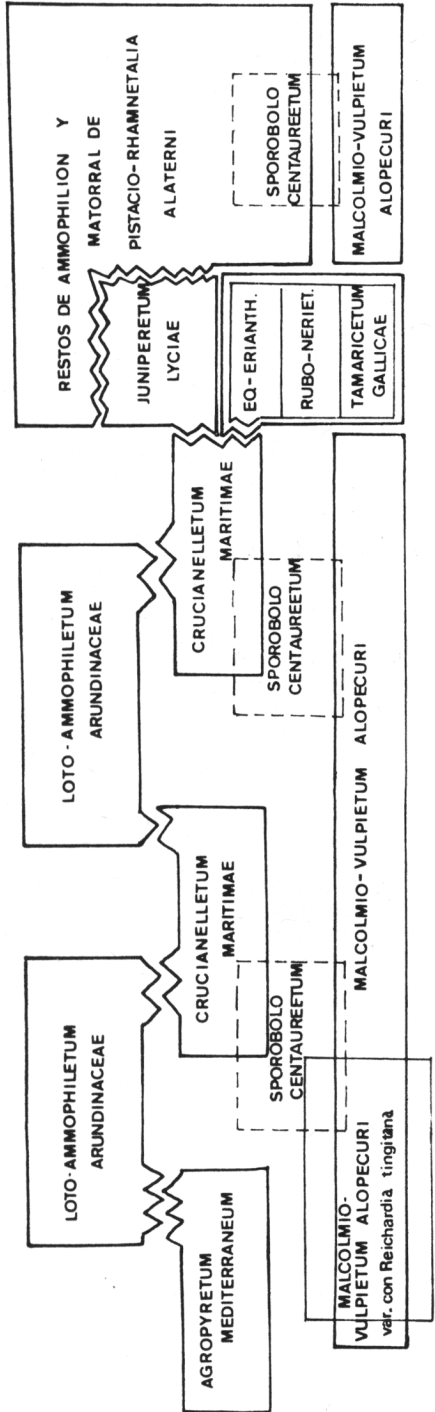 AGROPYRETUM
MEDITERRANEUM
LOTO-AMMOPHILETUM
ARUNDINACEAE
CRUCIANELLETUM
MARITIMAE
LOTO-AMMOPHILETUM
ARUNDINACEAE
CRUCIANELLETUM
MARITIMAE
RESTOS DE AMMOPHILION Y
MATORRAL DE
PISTACIO-RHAMNETALIA
ALATERNI
JUNIPERETUM
LYCIAE
EQ-ERIANTH.
RUBO-NERIET.
TAMARICETUM
GALLICAE
SPOROBOLO
CENTAUREETUM
SPOROBOLO
CENTAUREETUM
SPOROBOLO
CENTAUREETUM
MALCOLMIO-
VULPIETUM ALOPECURI
var. con Reichardia tingitana
MALCOLMIO-VULPIETUM ALOPECURI
MALCOLMIO-VULPIETUM
ALOPECURI